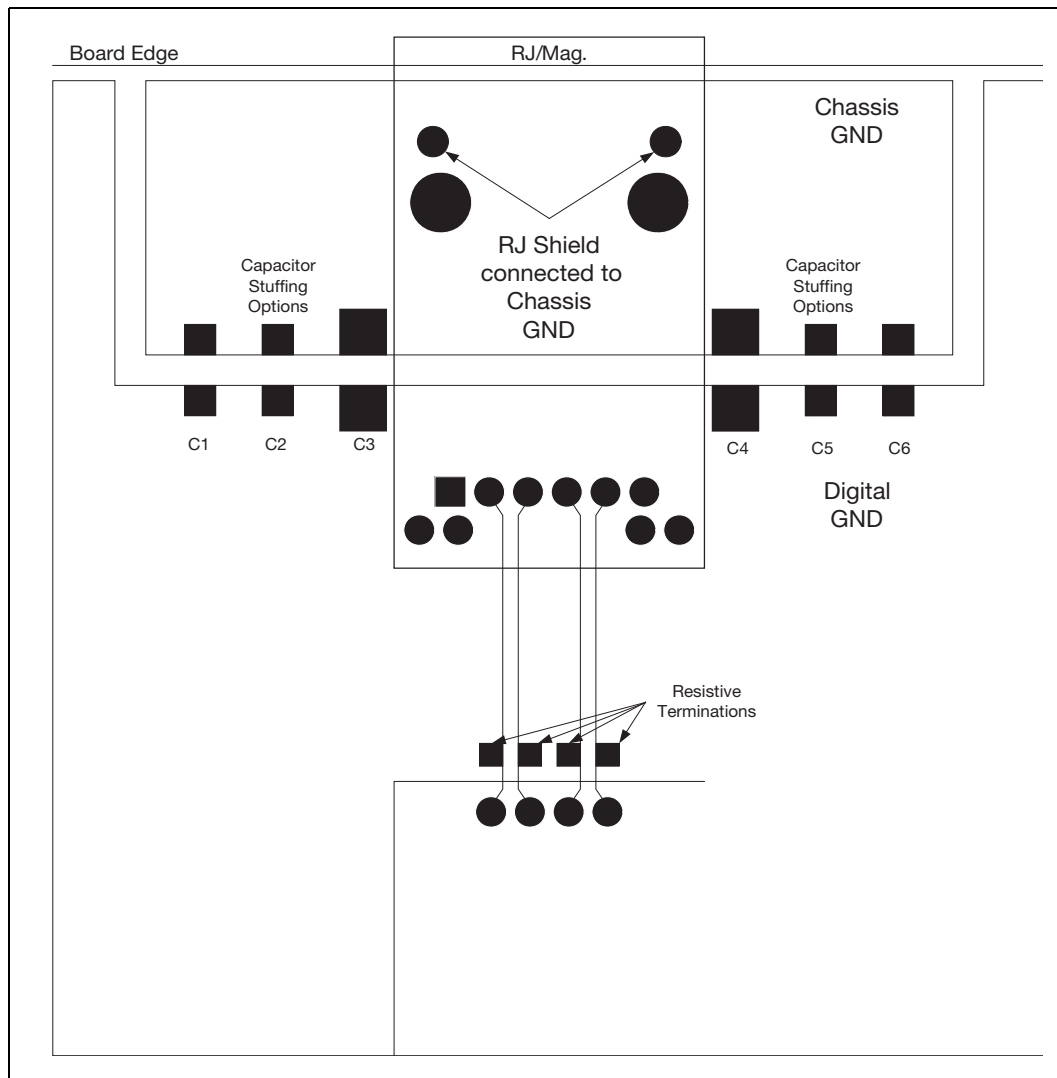 Board Edge
RJ/Mag.
Chassis
GND
RJ Shield
connected to
Chassis
GND
Capacitor
Stuffing
Options
Capacitor
Stuffing
Options
C1
C2
C3
C4
C5
C6
Digital
GND
Resistive
Terminations